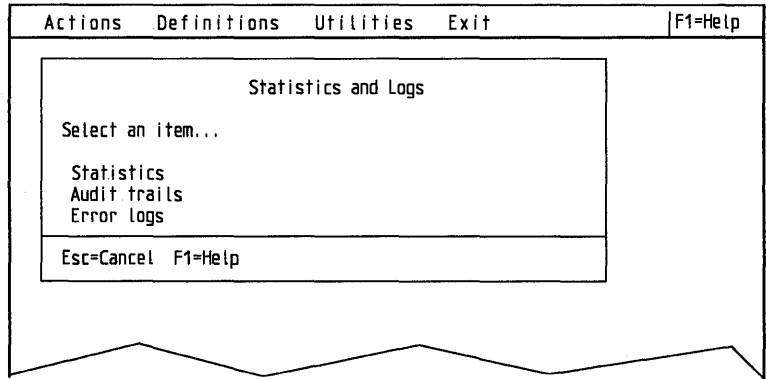 Actions Definitions Utilities Exit |F1=Help
Statistics and Logs
Select an item...
Statistics
Audit trails
Error logs
Esc=Cancel F1=Help